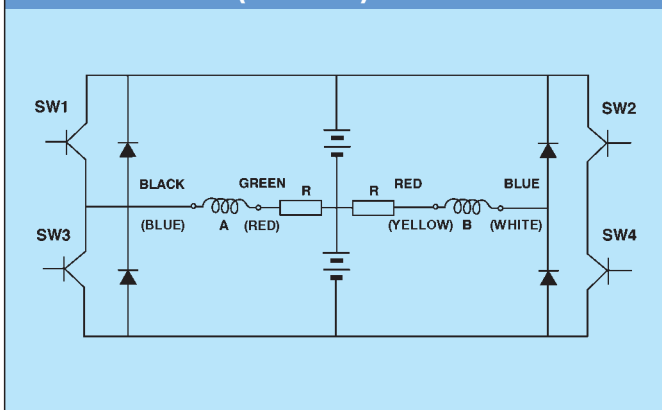 SW1
SW2
BLACK
GREEN
R
R
RED
BLUE
(BLUE)
A
(RED)
(YELLOW)
B
(WHITE)
SW3
SW4